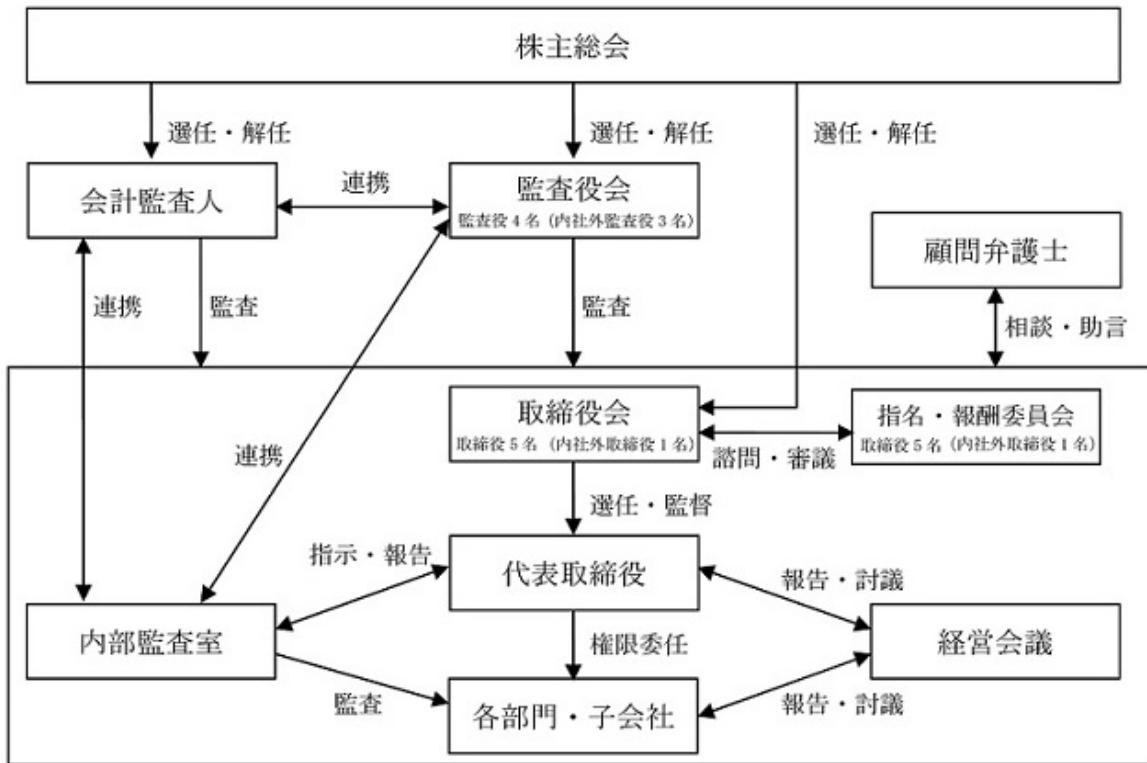 株主総会
選任・解任
選任・解任
選任・解任
会計監査人
連携
監査役会
監査役4名（内社外監査役3名）
顧問弁護士
連携
監査
監査
相談・助言
取締役会
取締役5名（内社外取締役1名）
指名・報酬委員会
取締役5名（内社外取締役1名）
連携
諮問・審議
選任・監督
指示・報告
代表取締役
報告・討議
内部監査室
権限委任
経営会議
監査
各部門・子会社
報告・討議